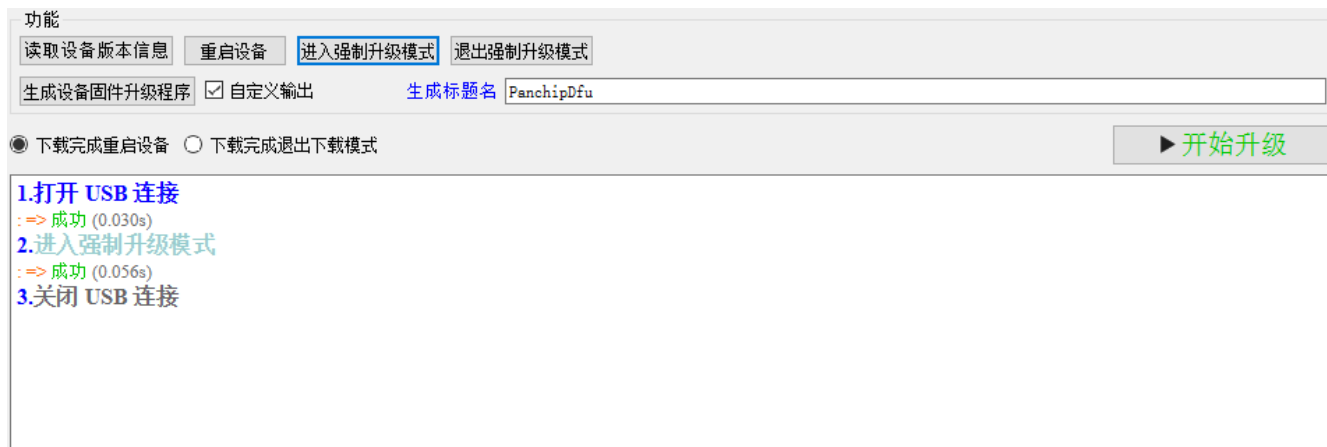 功能
读取设备版本信息 重启设备 进入强制升级模式 退出强制升级模式
生成设备固件升级程序 自定义输出 生成标题名 PanchipDfu
下载完成重启设备 下载完成退出下载模式 开始升级
1.打开 USB 连接
: => 成功 (0.030s)
2.进入强制升级模式
: => 成功 (0.056s)
3.关闭 USB 连接